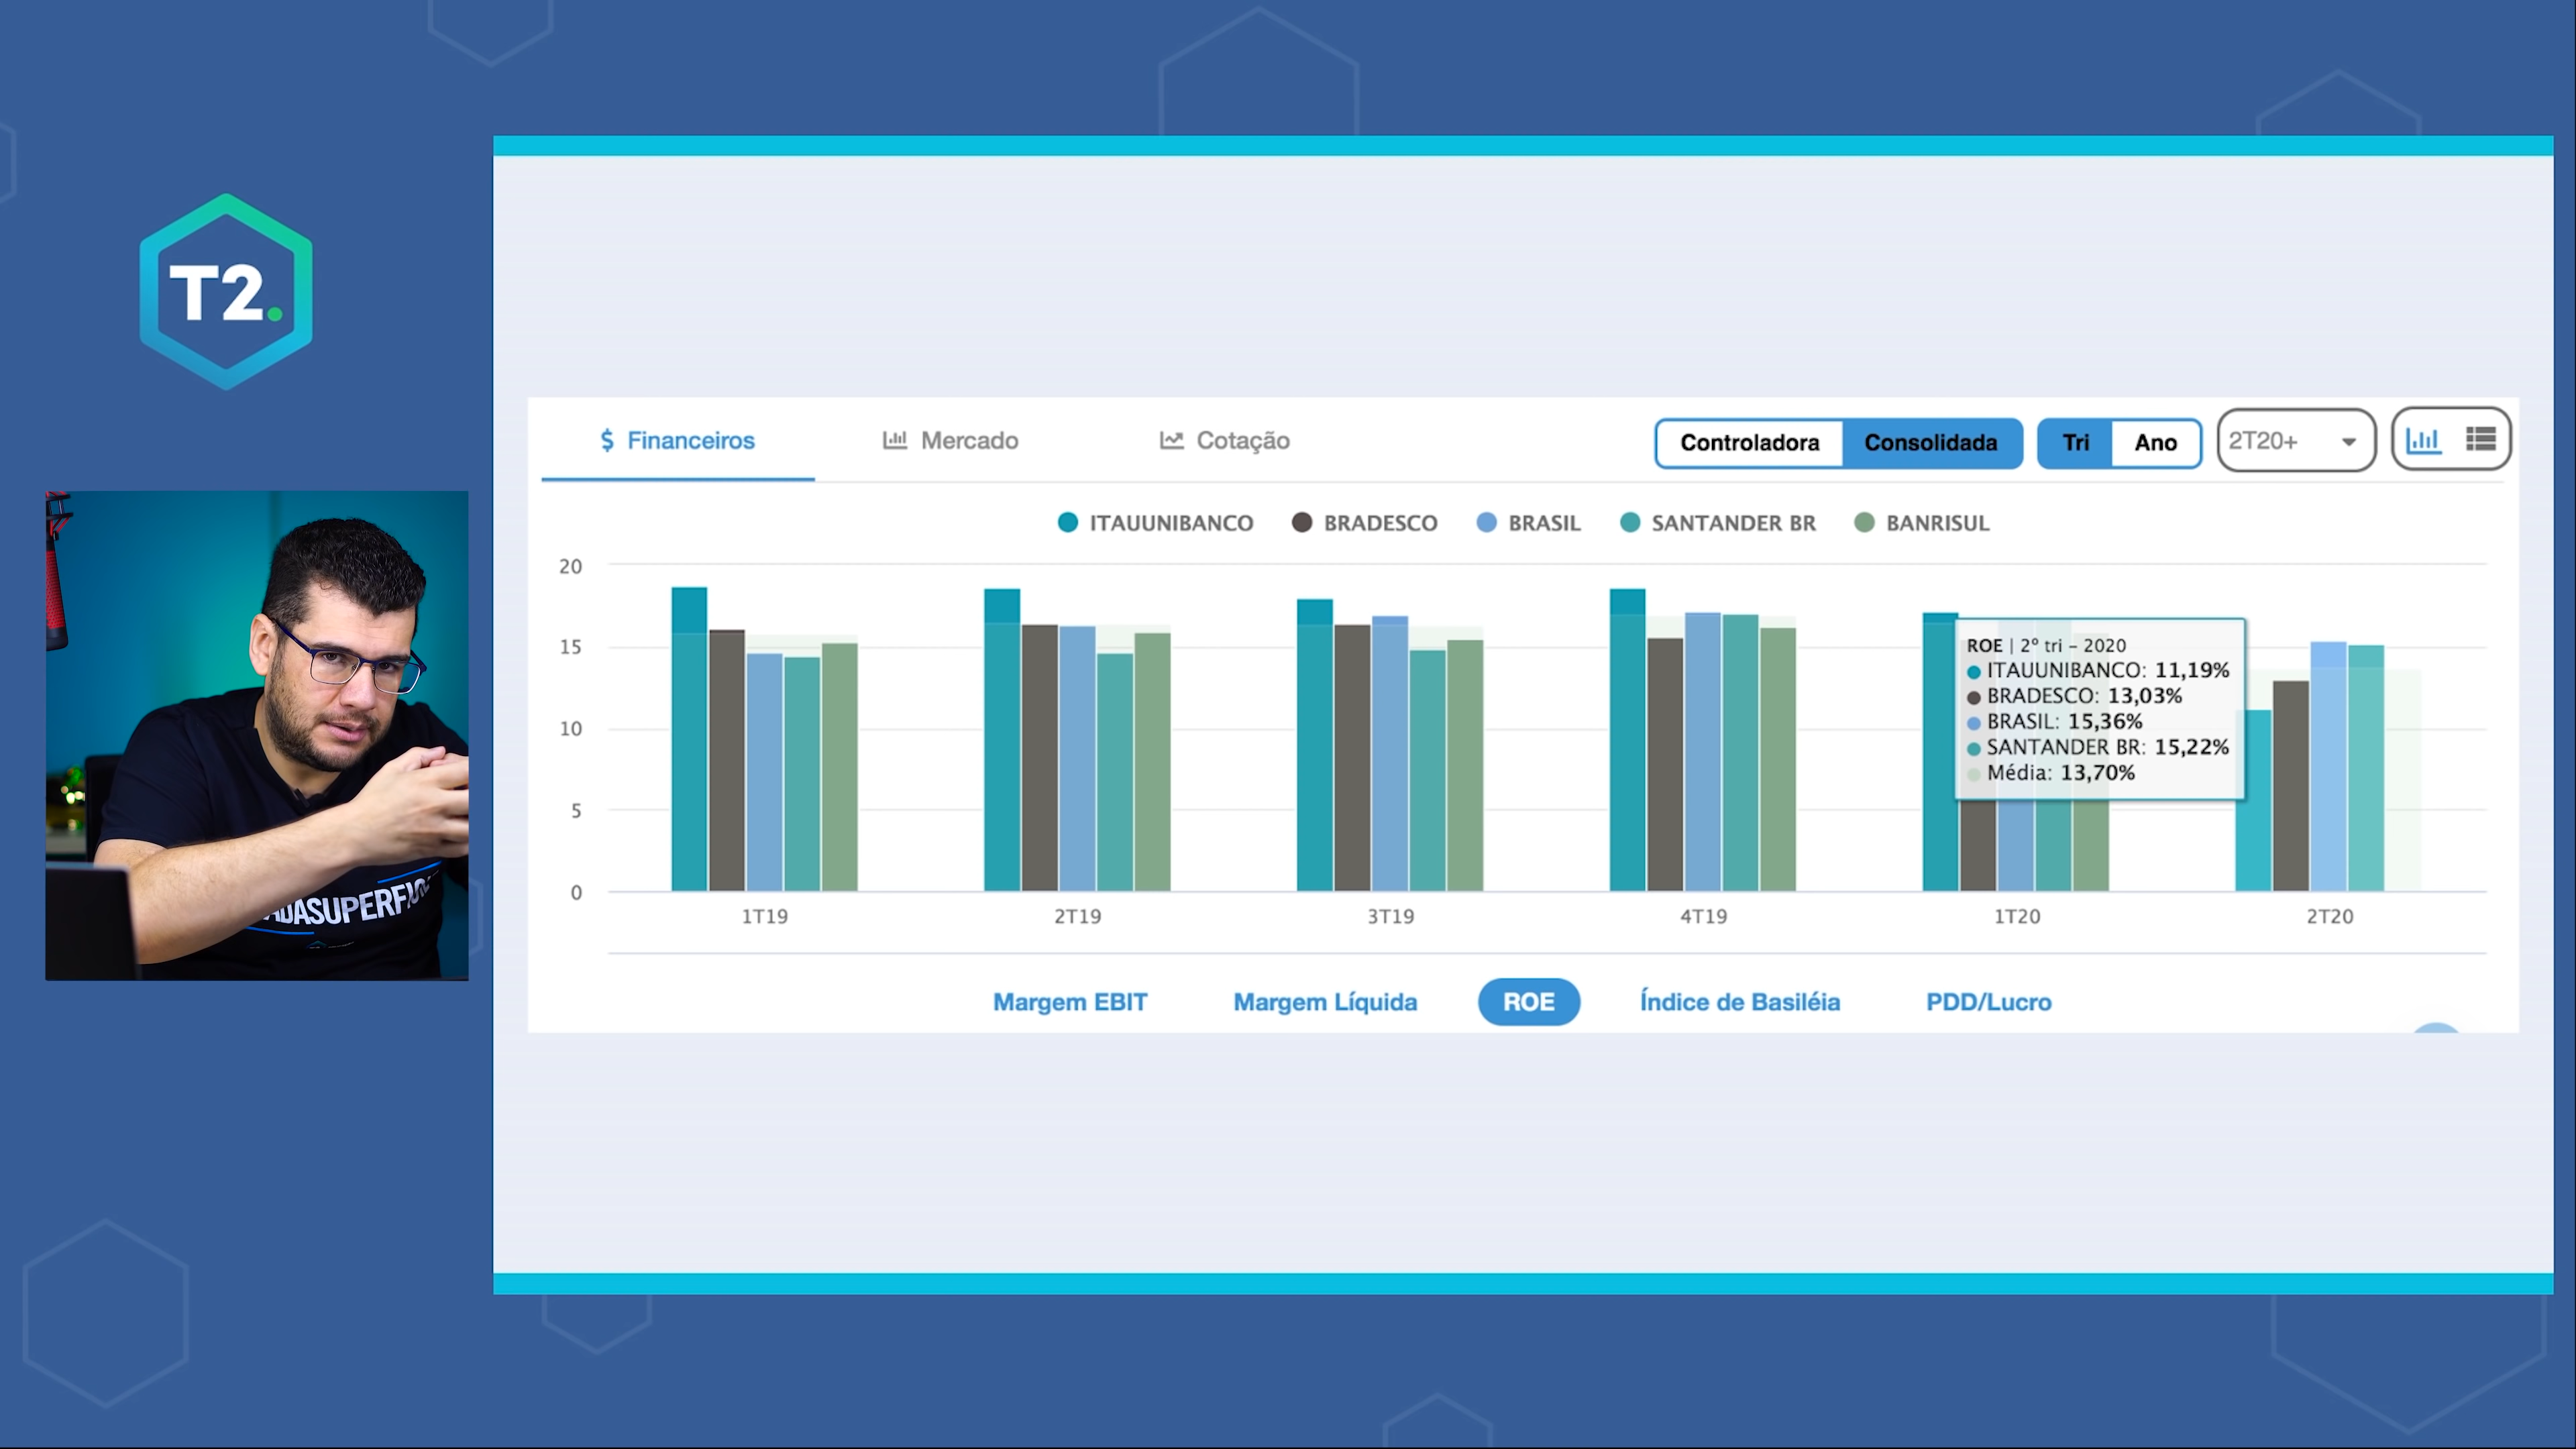 T2.
$ Financeiros
Mercado
Cotação
Controladora
Consolidada
Tri
Ano
2T20+
ITAUUNIBANCO
BRADESCO
BRASIL
SANTANDER BR
BANRISUL
20
15
10
5
0
ROE | 2º tri – 2020
ITAUUNIBANCO: 11,19%
BRADESCO: 13,03%
BRASIL: 15,36%
SANTANDER BR: 15,22%
Média: 13,70%
1T19
2T19
3T19
4T19
1T20
2T20
Margem EBIT
Margem Líquida
ROE
Índice de Basiléia
PDD/Lucro